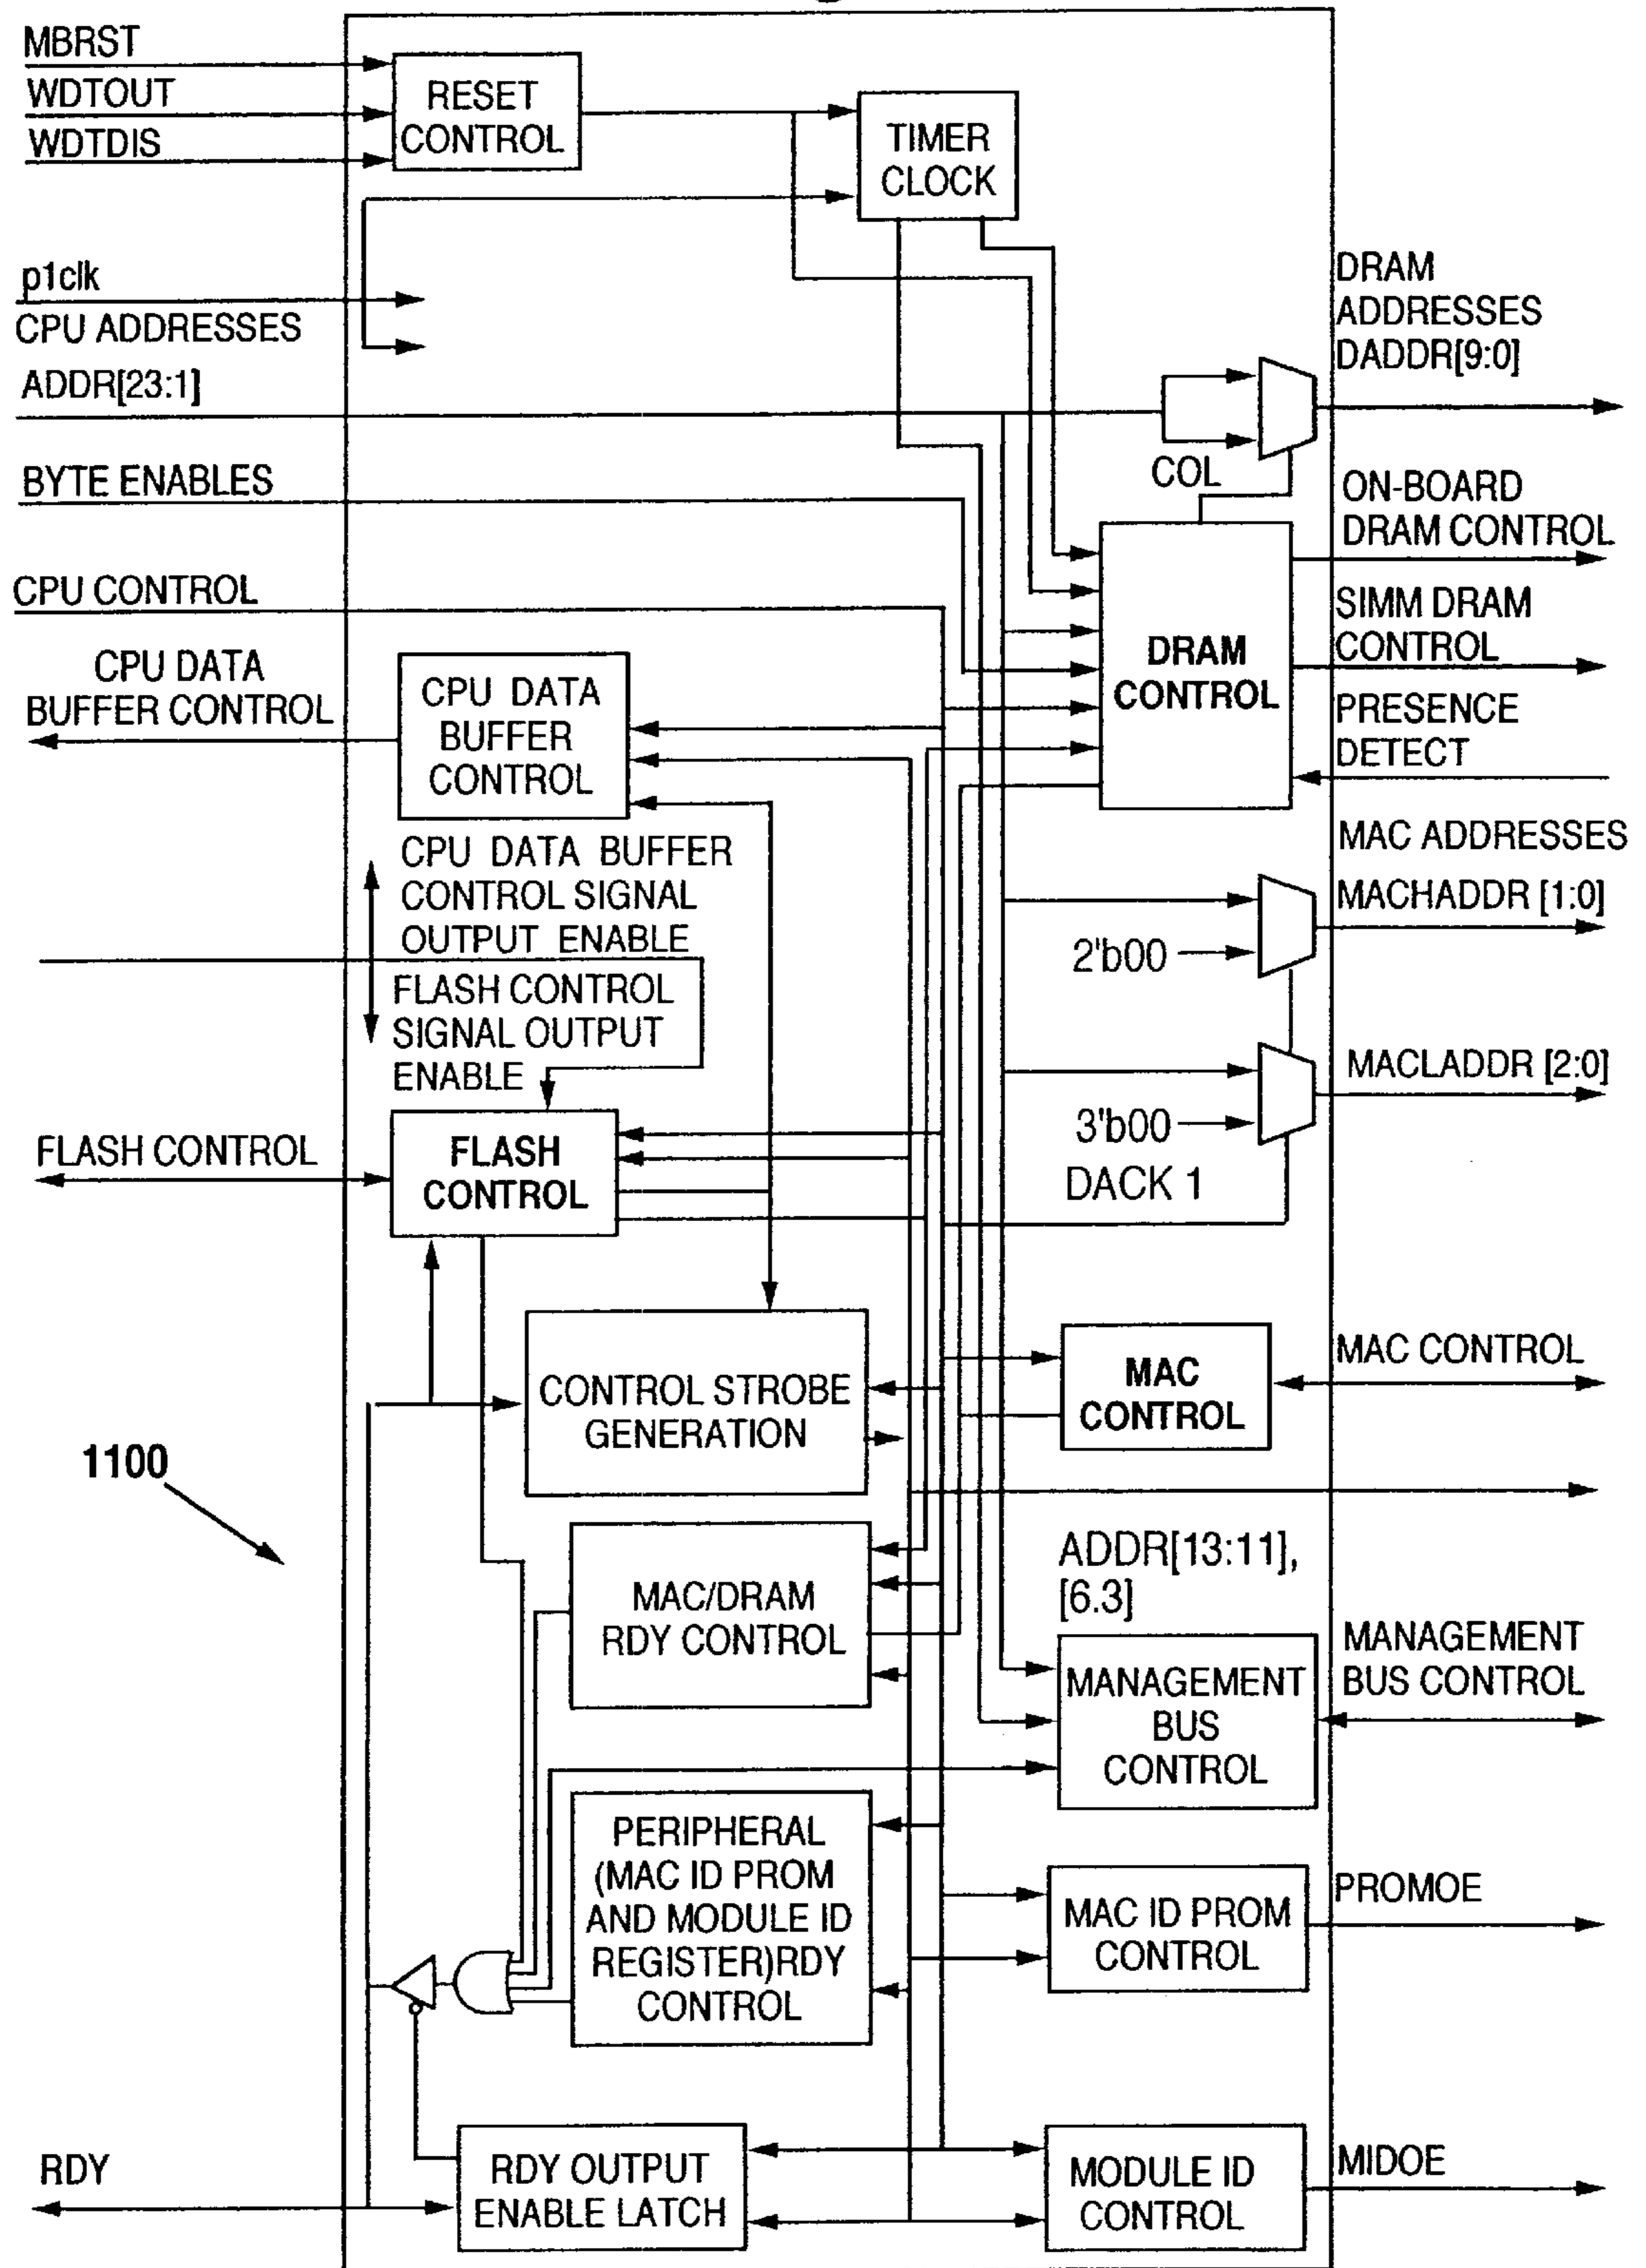 MBRST
WDTOUT
WDTDIS
RESET
CONTROL
TIMER
CLOCK
p1clk
CPU ADDRESSES
ADDR[23:1]
DRAM
ADDRESSES
DADDR[9:0]
COL
BYTE ENABLES
ON-BOARD
DRAM CONTROL
CPU CONTROL
SIMM DRAM
CONTROL
DRAM
CONTROL
PRESENCE
DETECT
CPU DATA
BUFFER CONTROL
CPU DATA
BUFFER
CONTROL
CPU DATA BUFFER
CONTROL SIGNAL
OUTPUT ENABLE
FLASH CONTROL
SIGNAL OUTPUT
ENABLE
MAC ADDRESSES
MACHADDR [1:0]
2'b00
MACLADDR [2:0]
3'b00
DACK 1
FLASH CONTROL
FLASH
CONTROL
CONTROL STROBE
GENERATION
MAC
CONTROL
MAC CONTROL
1100
MAC/DRAM
RDY CONTROL
ADDR[13:11],
[6.3]
MANAGEMENT
BUS
CONTROL
MANAGEMENT
BUS CONTROL
PERIPHERAL
(MAC ID PROM
AND MODULE ID
REGISTER)RDY
CONTROL
MAC ID PROM
CONTROL
PROMOE
RDY
RDY OUTPUT
ENABLE LATCH
MODULE ID
CONTROL
MIDOE